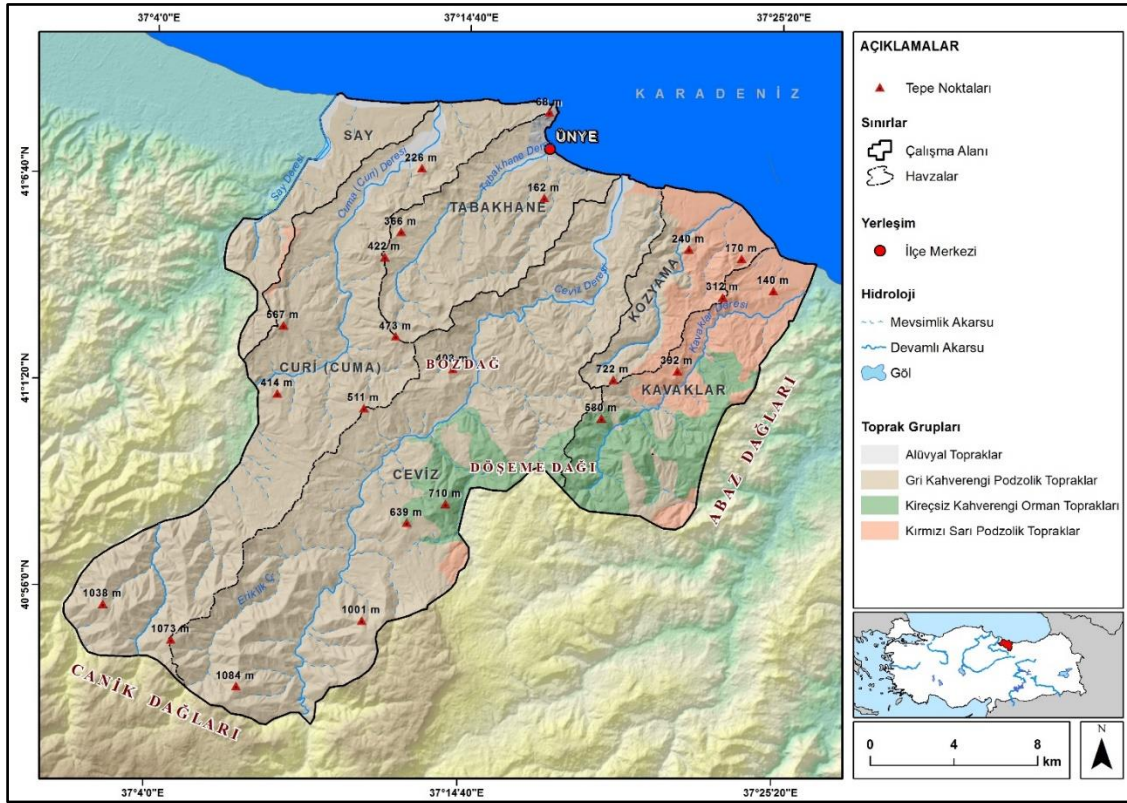 37°4'0"E
37°14'40"E
37°25'20"E
41°6'40"N
41°1'20"N
40°56'0"N
KARADENİZ
68 m
ÜNYE
SAY
Say Deresi
226 m
Cuma (Curi) Deresi
Tabakhane Deresi
162 m
TABAKHANE
366 m
422 m
240 m
170 m
140 m
312 m
KOZYAMA
Ceviz Deresi
Kavaklar Deresi
567 m
473 m
CURİ (CUMA)
BOZDAĞ
414 m
511 m
722 m
392 m
KAVAKLAR
580 m
ABAZ DAĞLARI
CEVİZ
DÖŞEME DAĞI
710 m
639 m
1038 m
Eriklik Ç.
1001 m
1073 m
1084 m
CANİK DAĞLARI
37°4'0"E
37°14'40"E
37°25'20"E
AÇIKLAMALAR
Tepe Noktaları
Sınırlar
Çalışma Alanı
Havzalar
Yerleşim
İlçe Merkezi
Hidroloji
Mevsimlik Akarsu
Devamlı Akarsu
Göl
Toprak Grupları
Alüvyal Topraklar
Gri Kahverengi Podzolik Topraklar
Kireçsiz Kahverengi Orman Toprakları
Kırmızı Sarı Podzolik Topraklar
0 4 8
km
N